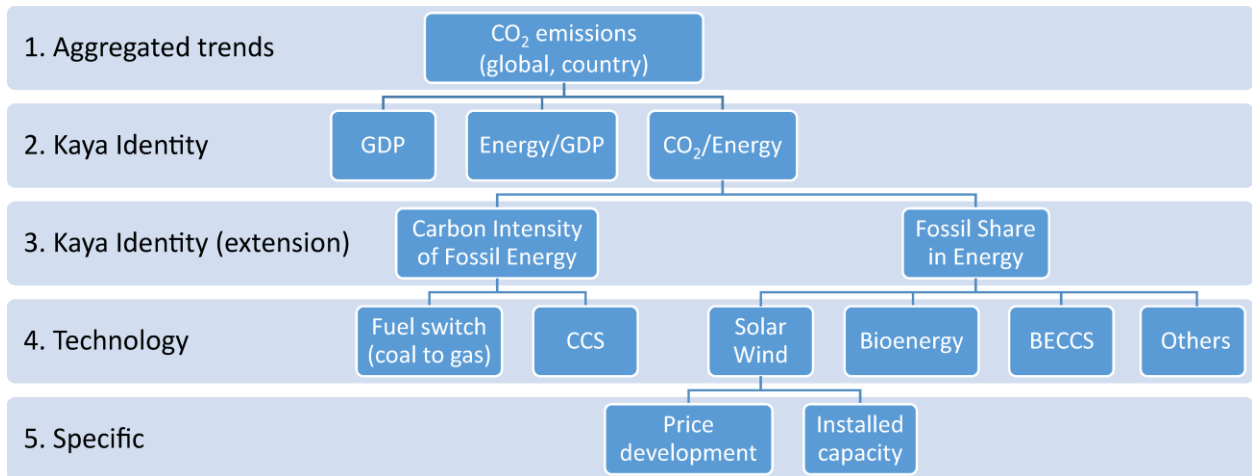 1. Aggregated trends
CO₂ emissions
(global, country)
2. Kaya Identity
GDP
Energy/GDP
CO₂/Energy
3. Kaya Identity (extension)
Carbon Intensity
of Fossil Energy
Fossil Share
in Energy
4. Technology
Fuel switch
(coal to gas)
CCS
Solar
Wind
Bioenergy
BECCS
Others
5. Specific
Price
development
Installed
capacity